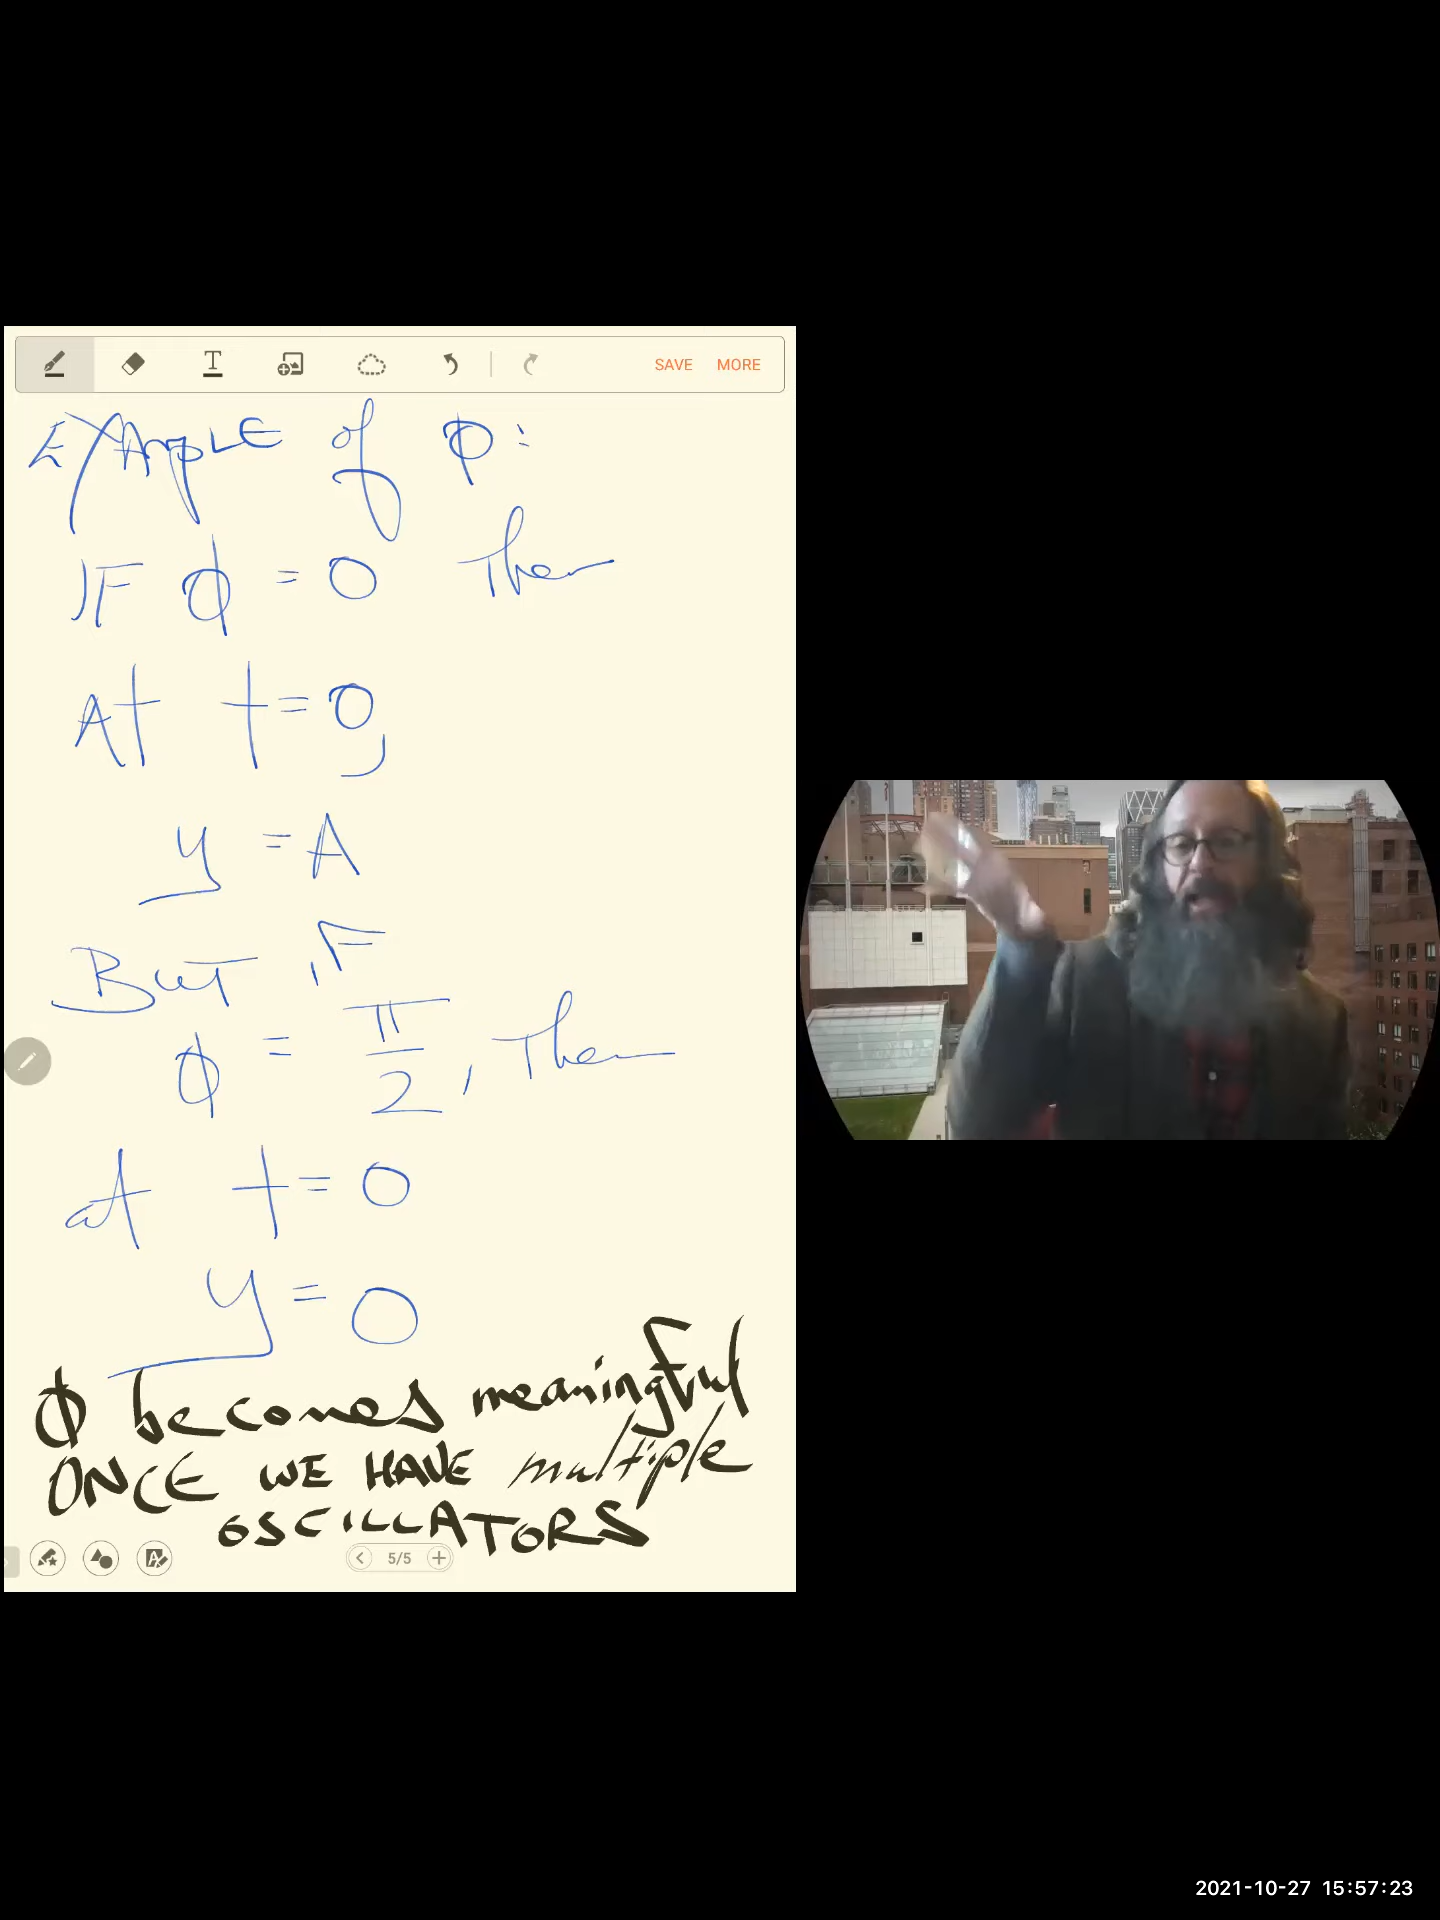 SAVE MORE
EXAMPLE of φ:
IF φ = 0 Then
At t = 0,
y = A
But IF
φ = π/2, Then
at t = 0
y = 0
φ becomes meaningful
ONCE WE HAVE multiple
OSCILLATORS
5/5
2021-10-27 15:57:23